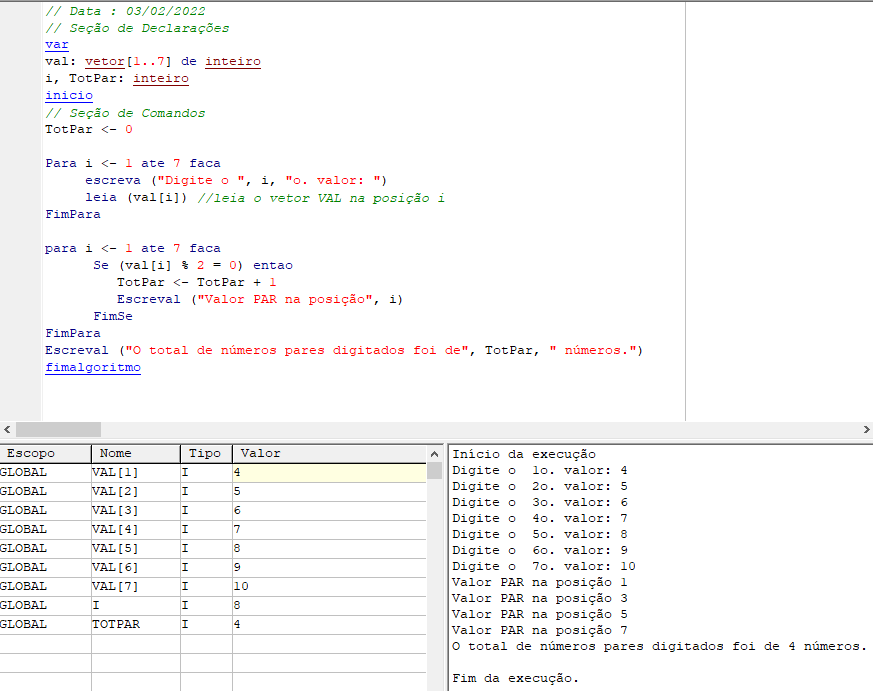 // Data : 03/02/2022
// Seção de Declarações
var
val: vetor[1..7] de inteiro
i, TotPar: inteiro
inicio
// Seção de Comandos
TotPar <- 0
Para i <- 1 ate 7 faca
escreva ("Digite o ", i, "o. valor: ")
leia (val[i]) //leia o vetor VAL na posição i
FimPara
para i <- 1 ate 7 faca
Se (val[i] % 2 = 0) entao
TotPar <- TotPar + 1
Escreval ("Valor PAR na posição", i)
FimSe
FimPara
Escreval ("O total de números pares digitados foi de", TotPar, " números.")
fimalgoritmo
Escopo Nome Tipo Valor
GLOBAL VAL[1] I 4
GLOBAL VAL[2] I 5
GLOBAL VAL[3] I 6
GLOBAL VAL[4] I 7
GLOBAL VAL[5] I 8
GLOBAL VAL[6] I 9
GLOBAL VAL[7] I 10
GLOBAL I I 8
GLOBAL TOTPAR I 4
Início da execução
Digite o  1o. valor: 4
Digite o  2o. valor: 5
Digite o  3o. valor: 6
Digite o  4o. valor: 7
Digite o  5o. valor: 8
Digite o  6o. valor: 9
Digite o  7o. valor: 10
Valor PAR na posição 1
Valor PAR na posição 3
Valor PAR na posição 5
Valor PAR na posição 7
O total de números pares digitados foi de 4 números.
Fim da execução.